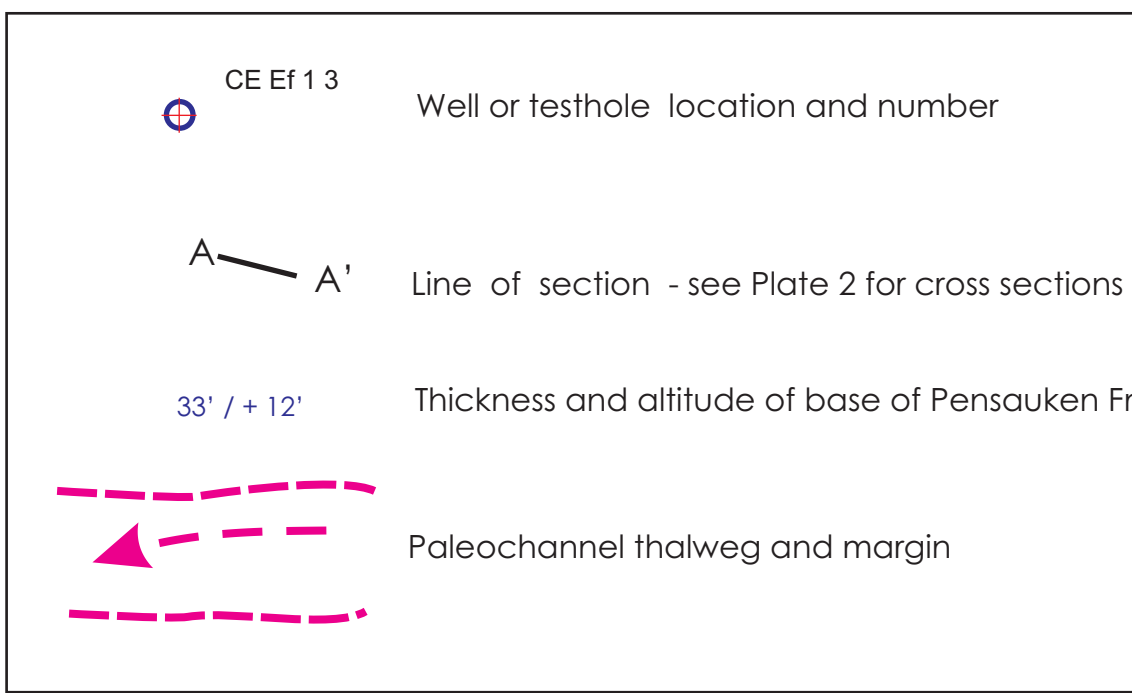 CE Ef 1 3
Well or testhole location and number
A
A'
Line of section - see Plate 2 for cross sections
33’ / + 12’
Thickness and altitude of base of Pensauken
Paleochannel thalweg and margin